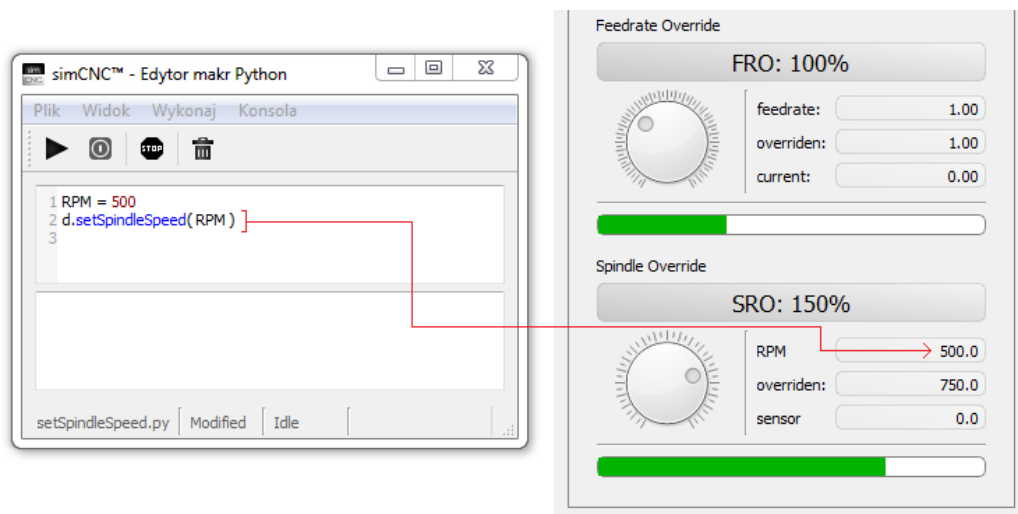 simCNC™ - Edytor makr Python
Plik Widok Wykonaj Konsola
STOP
1 RPM = 500
2 d.setSpindleSpeed( RPM )
3
setSpindleSpeed.py Modified Idle
Feedrate Override
FRO: 100%
feedrate: 1.00
overriden: 1.00
current: 0.00
Spindle Override
SRO: 150%
RPM 500.0
overriden: 750.0
sensor 0.0